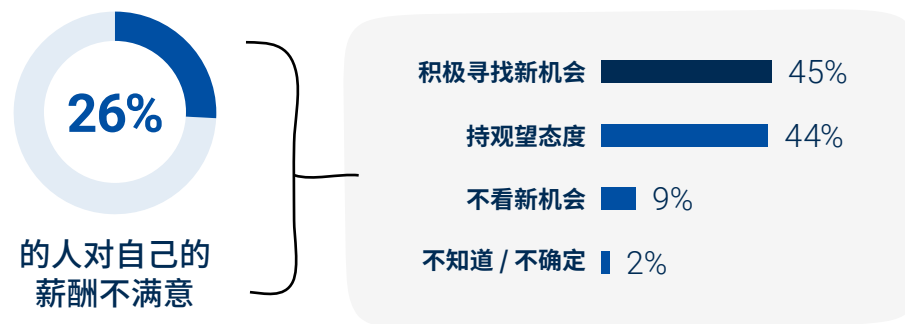 26%
的人对自己的
薪酬不满意
积极寻找新机会 45%
持观望态度 44%
不看新机会 9%
不知道 / 不确定 2%